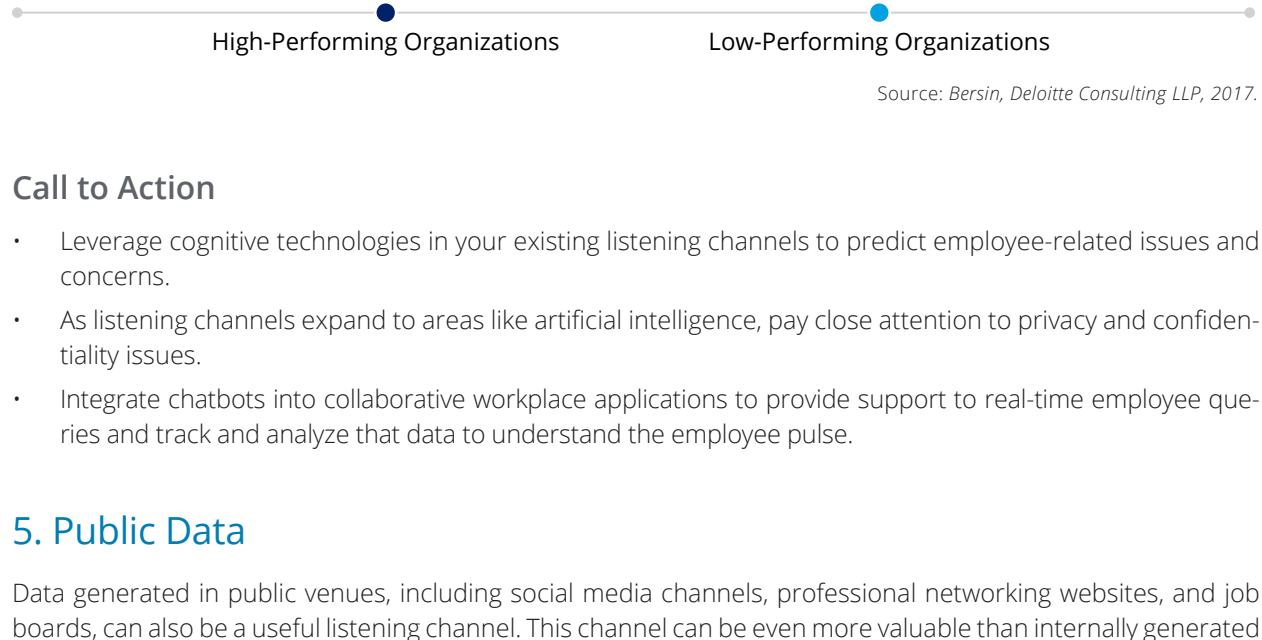 High-Performing Organizations Low-Performing Organizations
Source: Bersin, Deloitte Consulting LLP, 2017.
Call to Action
• Leverage cognitive technologies in your existing listening channels to predict employee-related issues and
concerns.
• As listening channels expand to areas like artificial intelligence, pay close attention to privacy and confiden-
tiality issues.
• Integrate chatbots into collaborative workplace applications to provide support to real-time employee que-
ries and track and analyze that data to understand the employee pulse.
5. Public Data
Data generated in public venues, including social media channels, professional networking websites, and job
boards, can also be a useful listening channel. This channel can be even more valuable than internally generated